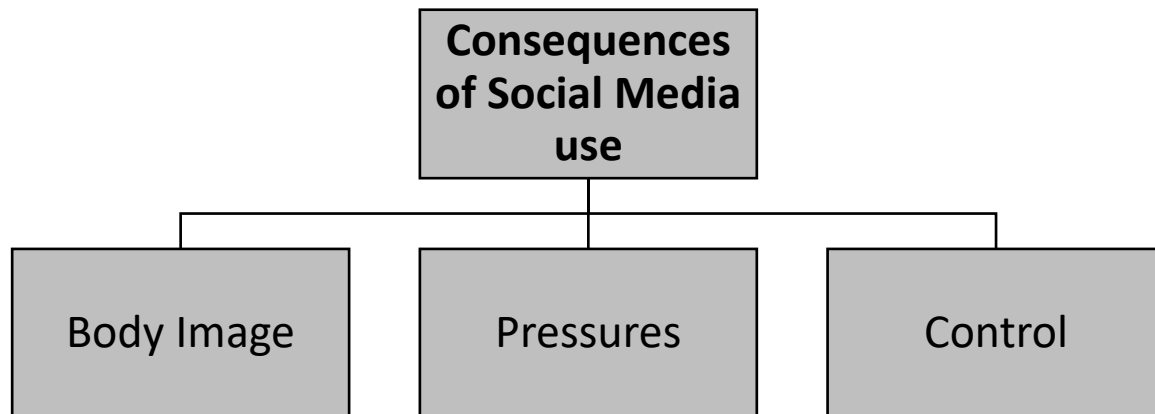 Consequences
of Social Media
use
Body Image
Pressures
Control